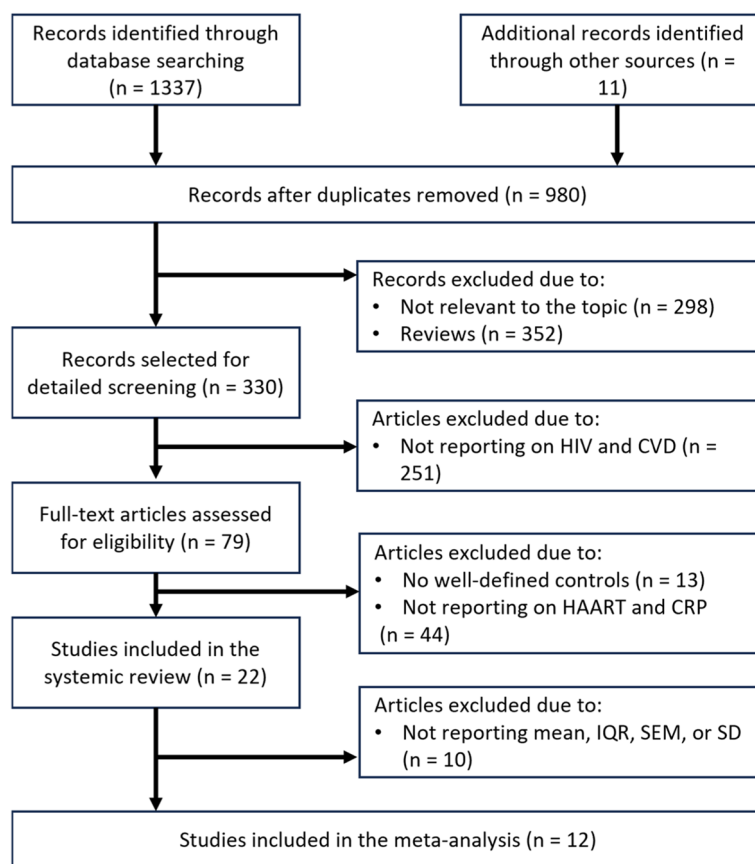 Records identified through
database searching
(n = 1337)
Additional records identified
through other sources (n =
11)
Records after duplicates removed (n = 980)
Records excluded due to:
• Not relevant to the topic (n = 298)
• Reviews (n = 352)
Records selected for
detailed screening (n = 330)
Articles excluded due to:
• Not reporting on HIV and CVD (n =
251)
Full-text articles assessed
for eligibility (n = 79)
Articles excluded due to:
• No well-defined controls (n = 13)
• Not reporting on HAART and CRP
(n = 44)
Studies included in the
systemic review (n = 22)
Articles excluded due to:
• Not reporting mean, IQR, SEM, or SD
(n = 10)
Studies included in the meta-analysis (n = 12)